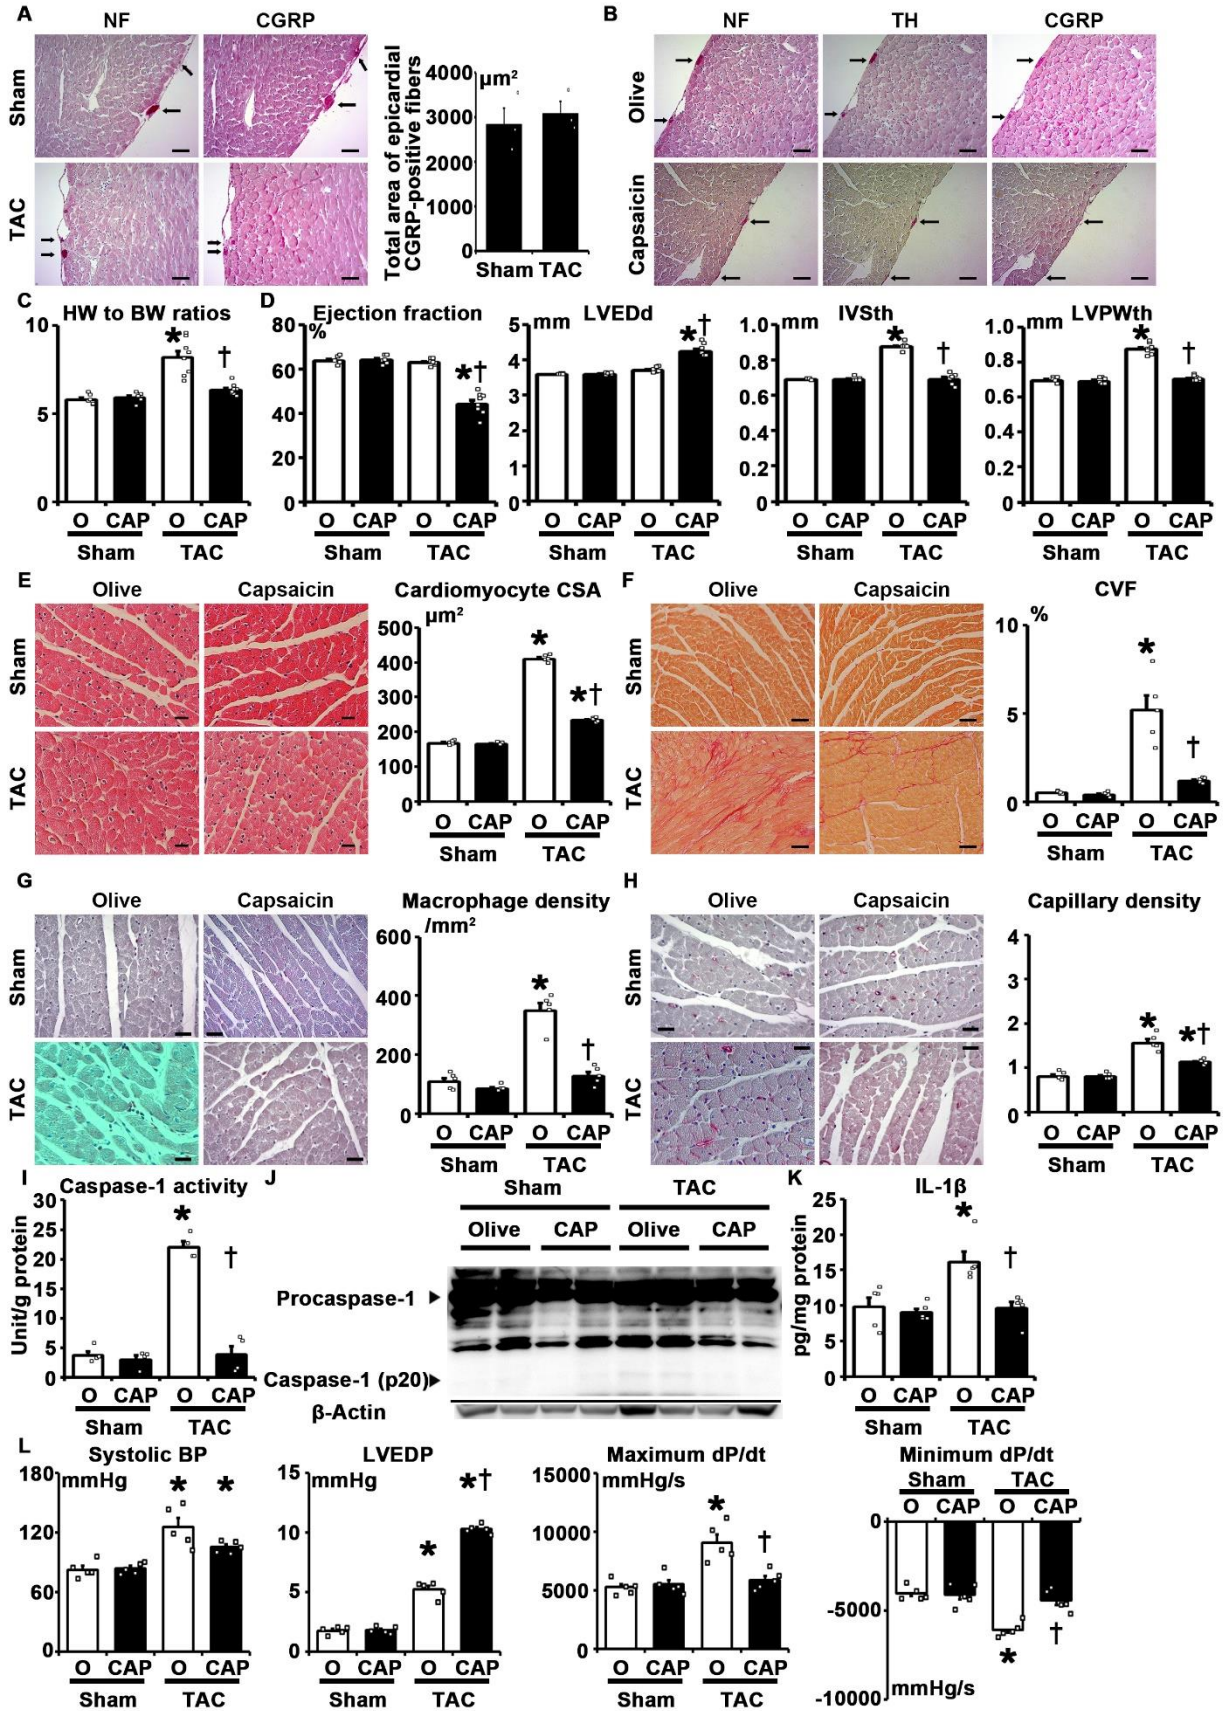 A
NF CGRP
Sham
TAC
Total area of epicardial
CGRP-positive fibers
μm²
4000
3000
2000
1000
0
Sham TAC
B
NF TH CGRP
Olive
Capsaicin
C
HW to BW ratios
10
5
0
O CAP O CAP
Sham TAC
D
Ejection fraction
%
80
60
40
20
0
O CAP O CAP
Sham TAC
LVEDd
mm
5
4
3
2
1
0
O CAP O CAP
Sham TAC
IVSth
mm
1.0
0.8
0.6
0.4
0.2
0
O CAP O CAP
Sham TAC
LVPWth
mm
1.0
0.8
0.6
0.4
0.2
0
O CAP O CAP
Sham TAC
* † *† *† * † * †
E
Olive Capsaicin
Sham
TAC
Cardiomyocyte CSA
μm²
500
400
300
200
100
0
* *†
O CAP O CAP
Sham TAC
F
Olive Capsaicin
Sham
TAC
CVF
%
10
5
0
* †
O CAP O CAP
Sham TAC
G
Olive Capsaicin
Sham
TAC
Macrophage density
/mm²
600
400
200
0
* †
O CAP O CAP
Sham TAC
H
Olive Capsaicin
Sham
TAC
Capillary density
4
3
2
1
0
* *†
O CAP O CAP
Sham TAC
I
Caspase-1 activity
Unit/g protein
30
25
20
15
10
5
0
* †
O CAP O CAP
Sham TAC
J
Sham TAC
Olive CAP Olive CAP
Procaspase-1
Caspase-1 (p20)
β-Actin
K
IL-1β
pg/mg protein
25
20
15
10
5
0
* †
O CAP O CAP
Sham TAC
L
Systolic BP
mmHg
180
120
60
0
* *
O CAP O CAP
Sham TAC
LVEDP
mmHg
15
10
5
0
* *†
O CAP O CAP
Sham TAC
Maximum dP/dt
mmHg/s
15000
10000
5000
0
* †
O CAP O CAP
Sham TAC
Minimum dP/dt
Sham TAC
O CAP O CAP
0
-5000
-10000
* †
mmHg/s